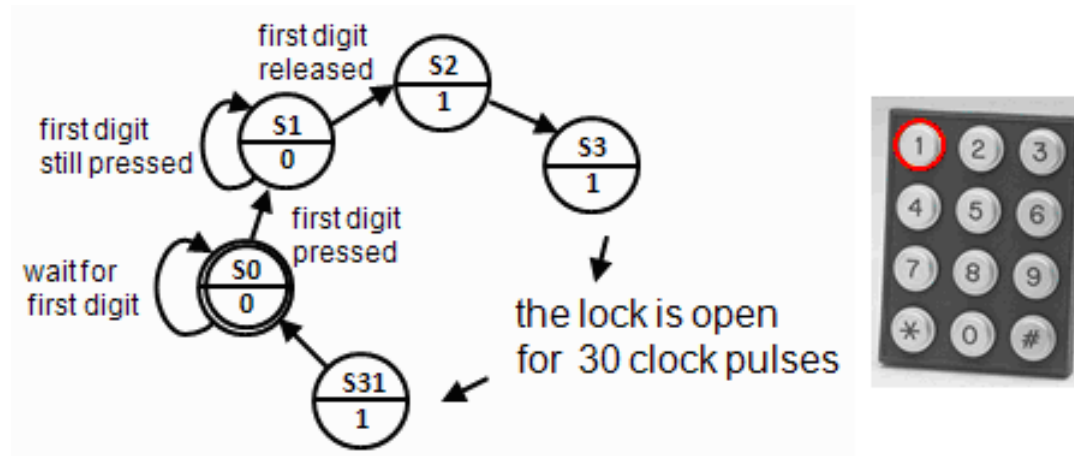 first digit
released
S2
1
S1
0
first digit
still pressed
S3
1
first digit
pressed
S0
0
wait for
first digit
the lock is open
for 30 clock pulses
S31
1
1 2 3
4 5 6
7 8 9
* 0 #